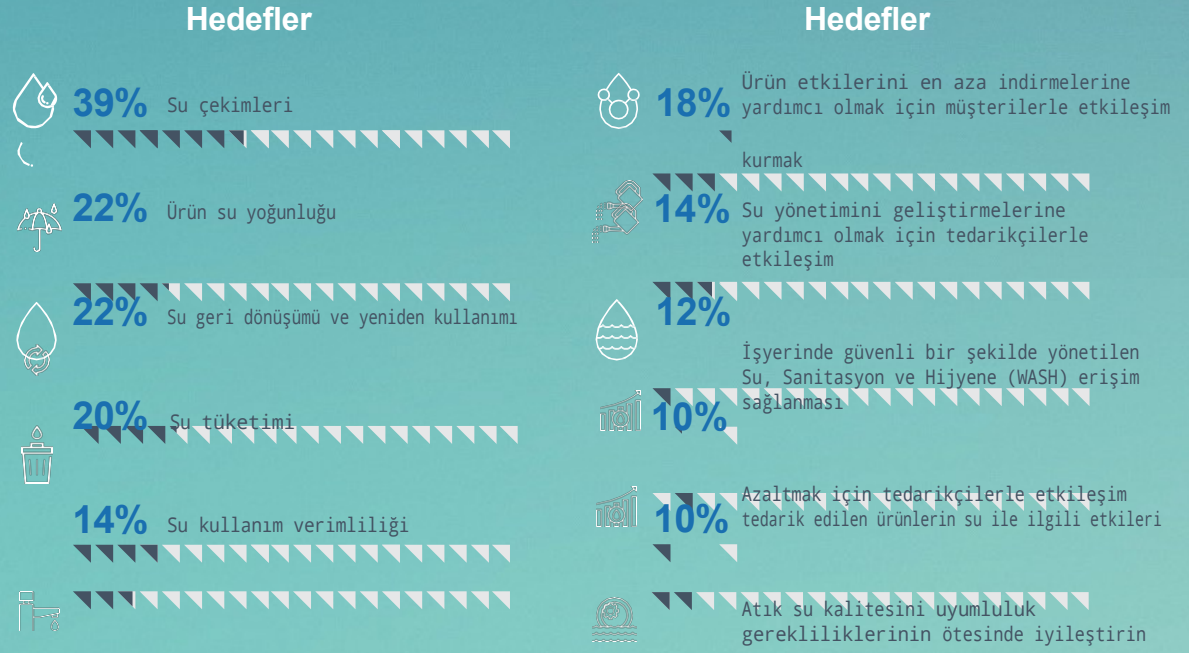 Hedefler
39% Su çekimleri
22% Ürün su yoğunluğu
22% Su geri dönüşümü ve yeniden kullanımı
20% Su tüketimi
14% Su kullanım verimliliği
Hedefler
Ürün etkilerini en aza indirmelerine
18% yardımcı olmak için müşterilerle etkileşim
kurmak
14% Su yönetimini geliştirmelerine
yardımcı olmak için tedarikçilerle
etkileşim
12%
İşyerinde güvenli bir şekilde yönetilen
Su, Sanitasyon ve Hijyene (WASH) erişim
sağlanması
10%
Azaltmak için tedarikçilerle etkileşim
10% tedarik edilen ürünlerin su ile ilgili etkileri
Atık su kalitesini uyumluluk
gerekliliklerinin ötesinde iyileştirin